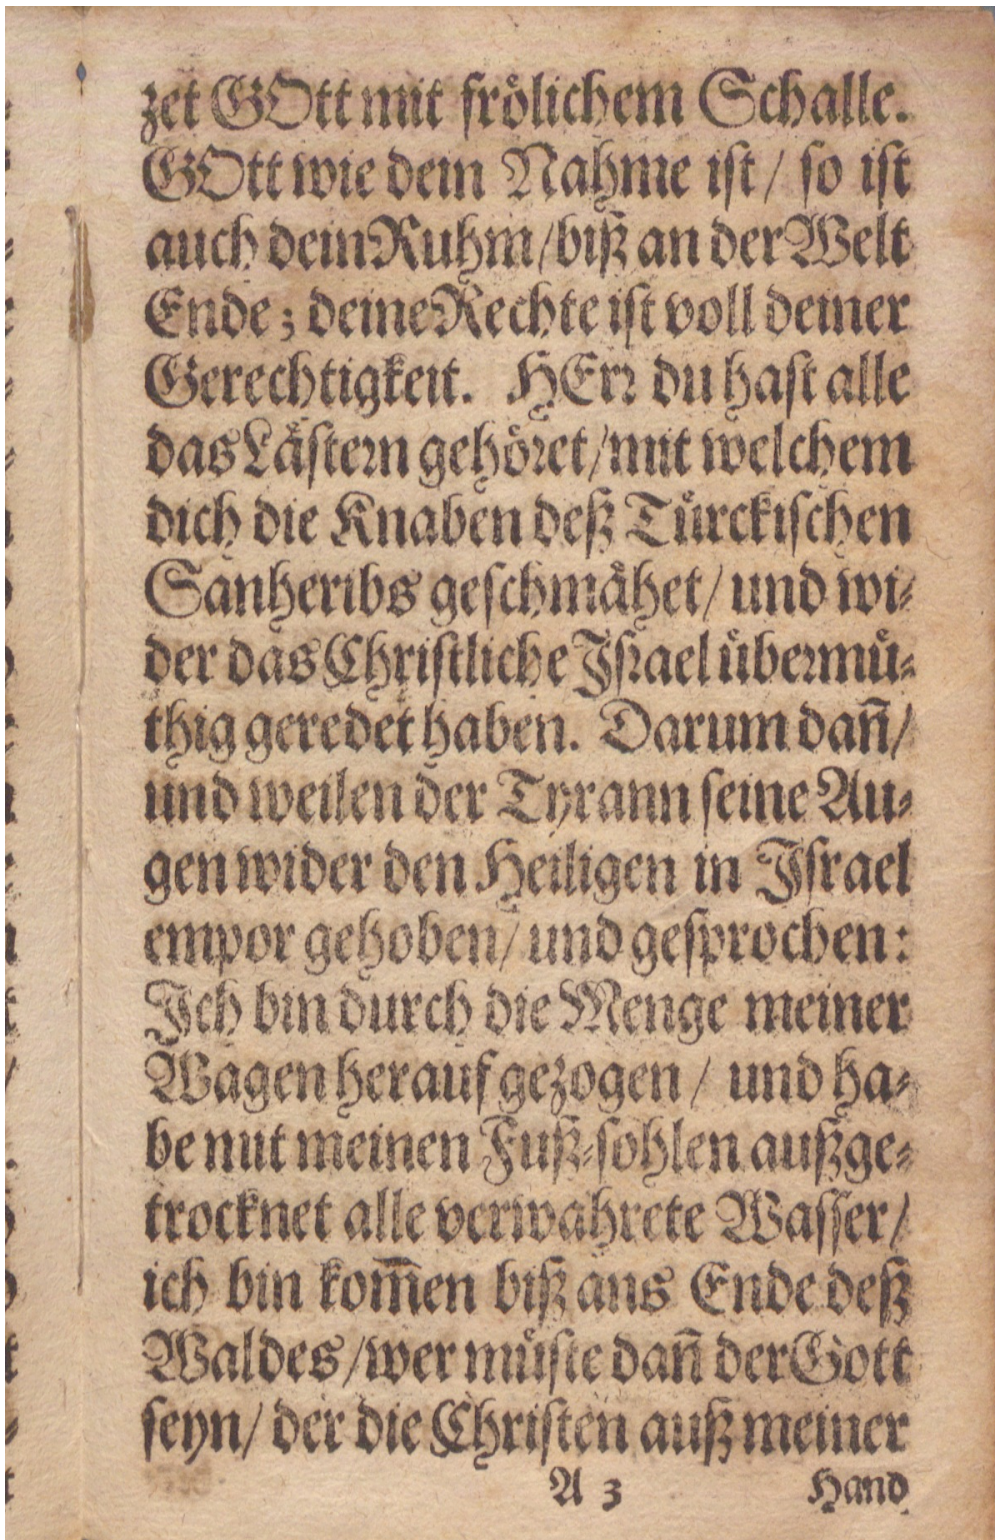 zet GOtt mit frölichem Schalle.
GOtt wie dein Nahme ist / so ist
auch dein Ruhm / biß an der Welt
Ende; deine Rechte ist voll deiner
Gerechtigkeit. HErr du hast alle
das Lästern gehöret / mit welchem
dich die Knaben deß Türckischen
Sanheribs geschmähet / und wi-
der das Christliche Israel übermü-
thig geredet haben. Darum dañ /
und weilen der Tyrann seine Au-
gen wider den Heiligen in Israel
empor gehoben / und gesprochen:
Ich bin durch die Menge meiner
Wagen herauf gezogen / und ha-
be mit meinen Fuß-sohlen außge-
trocknet alle verwahrete Wasser /
ich bin kom̃en biß ans Ende deß
Waldes / wer müste dañ der Gott
seyn / der die Christen auß meiner
A 3 Hand